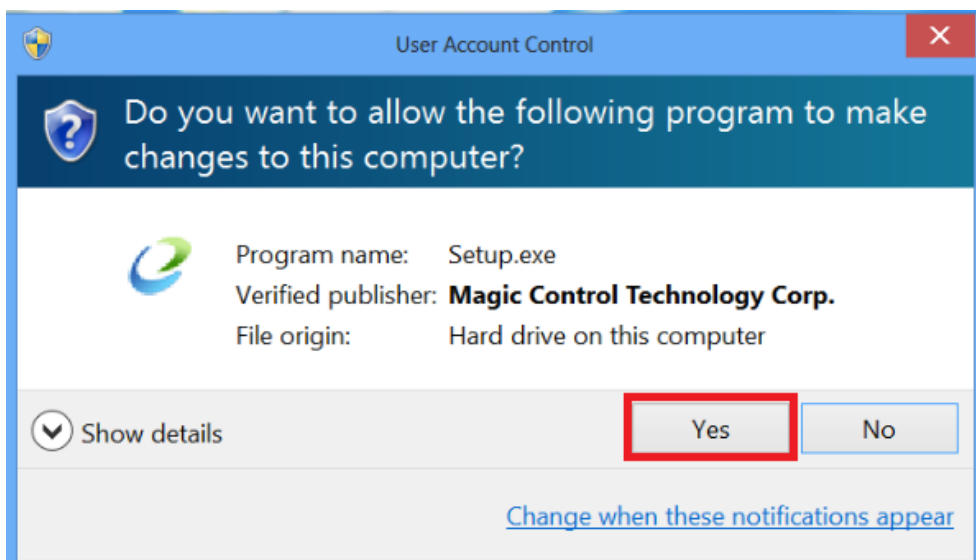 User Account Control
Do you want to allow the following program to make
changes to this computer?
Program name: Setup.exe
Verified publisher: Magic Control Technology Corp.
File origin: Hard drive on this computer
Show details
Yes
No
Change when these notifications appear